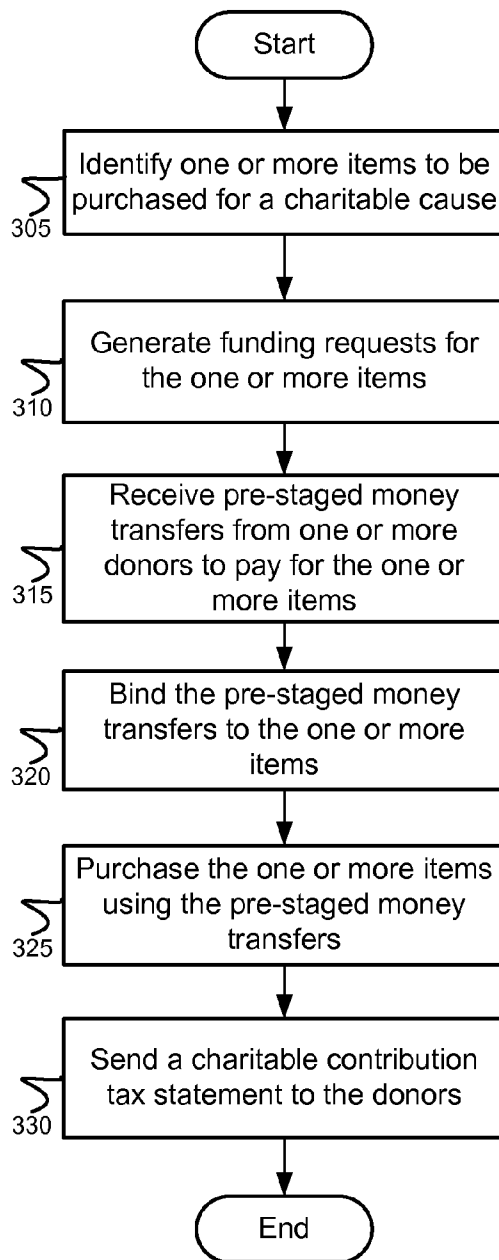 Start
Identify one or more items to be
purchased for a charitable cause
305
Generate funding requests for
the one or more items
310
Receive pre-staged money
transfers from one or more
donors to pay for the one or
more items
315
Bind the pre-staged money
transfers to the one or more
items
320
Purchase the one or more items
using the pre-staged money
transfers
325
Send a charitable contribution
tax statement to the donors
330
End